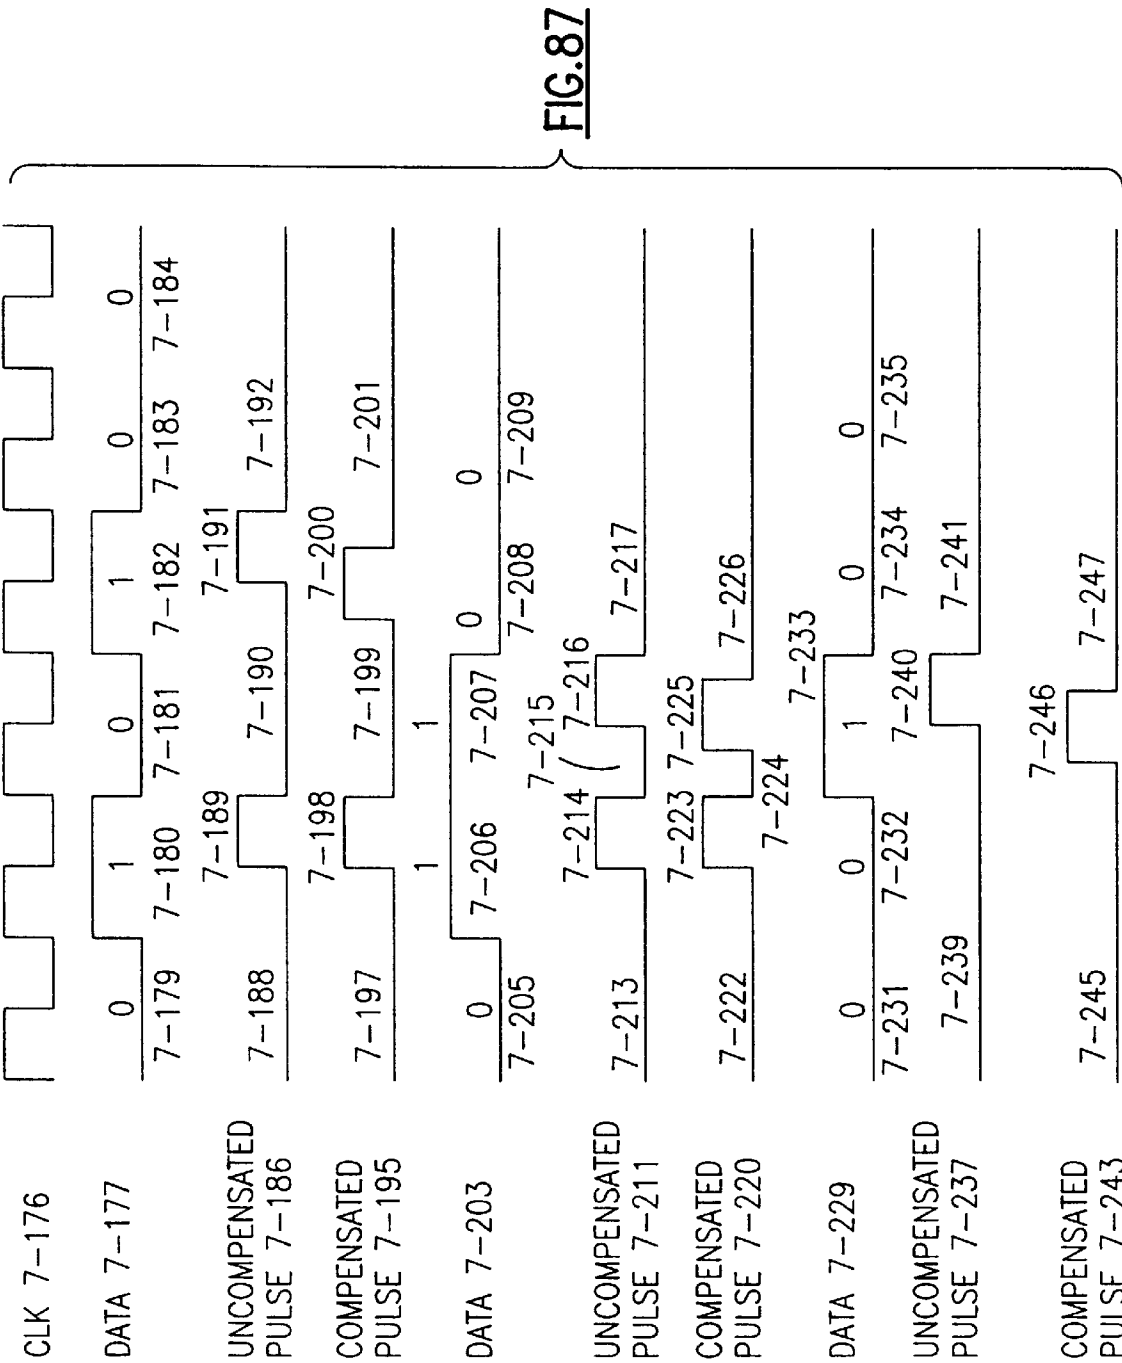 FIG.87
CLK 7-176
DATA 7-177
0 1 0 1 0 0
7-179 7-180 7-181 7-182 7-183 7-184
UNCOMPENSATED
PULSE 7-186
7-188 7-189 7-190 7-191 7-192
COMPENSATED
PULSE 7-195
7-197 7-198 7-199 7-200 7-201
DATA 7-203
0 1 1 0 0
7-205 7-206 7-207 7-208 7-209
UNCOMPENSATED
PULSE 7-211
7-213 7-214 7-215 7-216 7-217
COMPENSATED
PULSE 7-220
7-222 7-223 7-224 7-225 7-226
DATA 7-229
0 0 1 0 0
7-231 7-232 7-233 7-234 7-235
UNCOMPENSATED
PULSE 7-237
7-239 7-240 7-241
COMPENSATED
PULSE 7-243
7-245 7-246 7-247